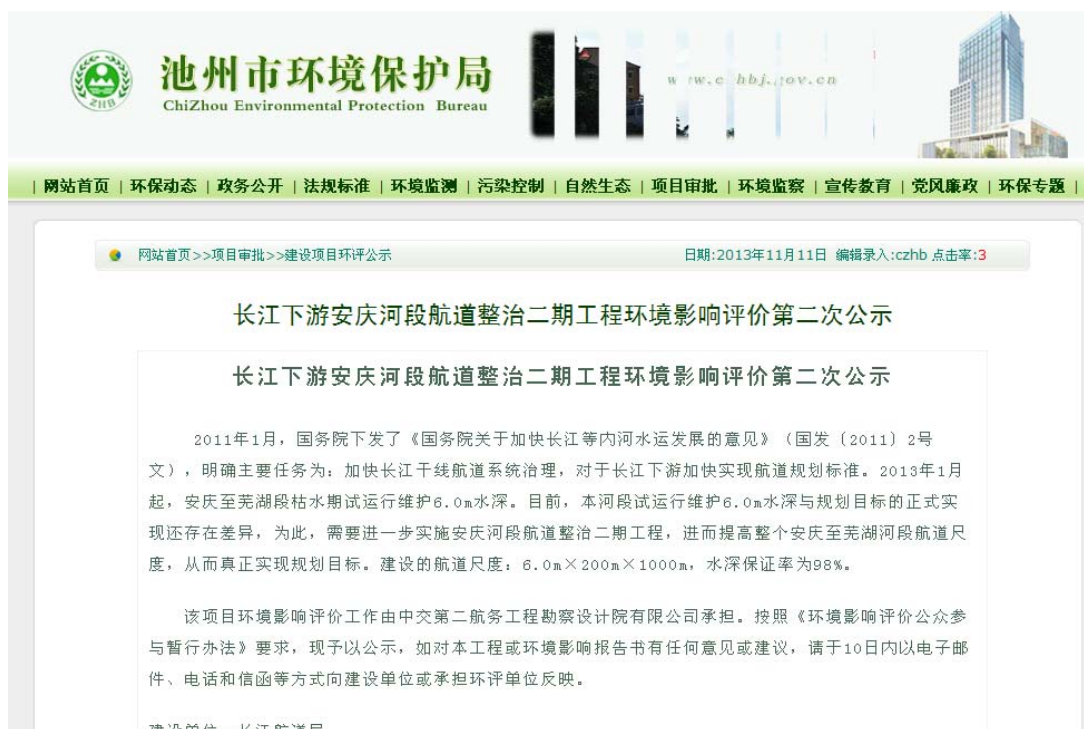 池州市环境保护局
ChiZhou Environmental Protection Bureau
ZHB
| 网站首页 | 环保动态 | 政务公开 | 法规标准 | 环境监测 | 污染控制 | 自然生态 | 项目审批 | 环境监察 | 宣传教育 | 党风廉政 | 环保专题 |
网站首页>>项目审批>>建设项目环评公示 日期:2013年11月11日 编辑录入:czhb 点击率:3
长江下游安庆河段航道整治二期工程环境影响评价第二次公示
长江下游安庆河段航道整治二期工程环境影响评价第二次公示
2011年1月，国务院下发了《国务院关于加快长江等内河水运发展的意见》（国发〔2011〕2号
文），明确主要任务为：加快长江干线航道系统治理，对于长江下游加快实现航道规划标准。2013年1月
起，安庆至芜湖段枯水期试运行维护6.0m水深。目前，本河段试运行维护6.0m水深与规划目标的正式实
现还存在差异，为此，需要进一步实施安庆河段航道整治二期工程，进而提高整个安庆至芜湖河段航道尺
度，从而真正实现规划目标。建设的航道尺度：6.0m×200m×1000m，水深保证率为98%。
该项目环境影响评价工作由中交第二航务工程勘察设计院有限公司承担。按照《环境影响评价公众参
与暂行办法》要求，现予以公示，如对本工程或环境影响报告书有任何意见或建议，请于10日内以电子邮
件、电话和信函等方式向建设单位或承担环评单位反映。
建设单位：长江航道局